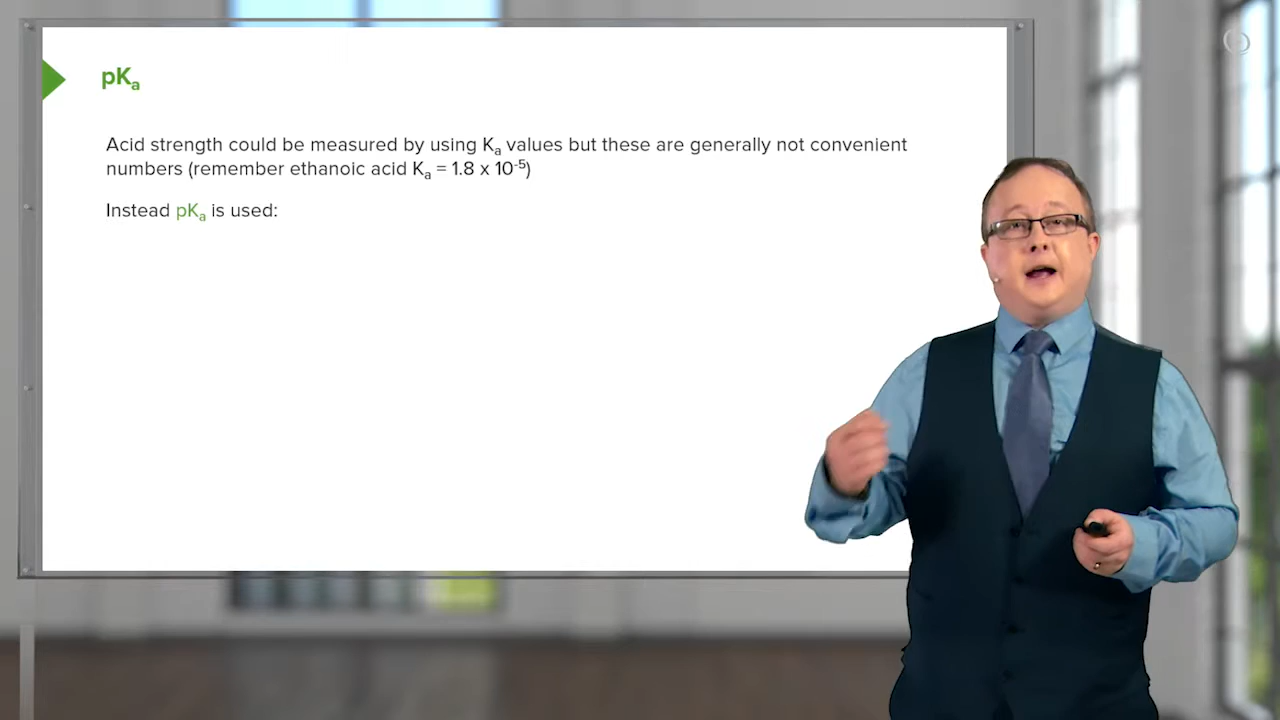 pKₐ
Acid strength could be measured by using Kₐ values but these are generally not convenient
numbers (remember ethanoic acid Kₐ = 1.8 x 10⁻⁵)
Instead pKₐ is used: